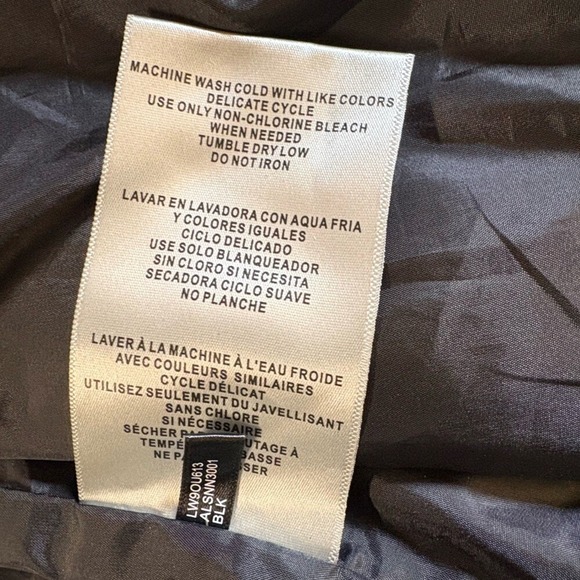 MACHINE WASH COLD WITH LIKE COLORS
DELICATE CYCLE
USE ONLY NON-CHLORINE BLEACH
WHEN NEEDED
TUMBLE DRY LOW
DO NOT IRON
LAVAR EN LAVADORA CON AQUA FRIA
Y COLORES IGUALES
CICLO DELICADO
USE SOLO BLANQUEADOR
SIN CLORO SI NECESITA
SECADORA CICLO SUAVE
NO PLANCHE
LAVER À LA MACHINE À L'EAU FROIDE
AVEC COULEURS SIMILAIRES
CYCLE DÉLICAT
UTILISEZ SEULEMENT DU JAVELLISANT
SANS CHLORE
SI NÉCESSAIRE
SÉCHER
BASSE
NE
LW9OU613
ALSNN3001
BLK